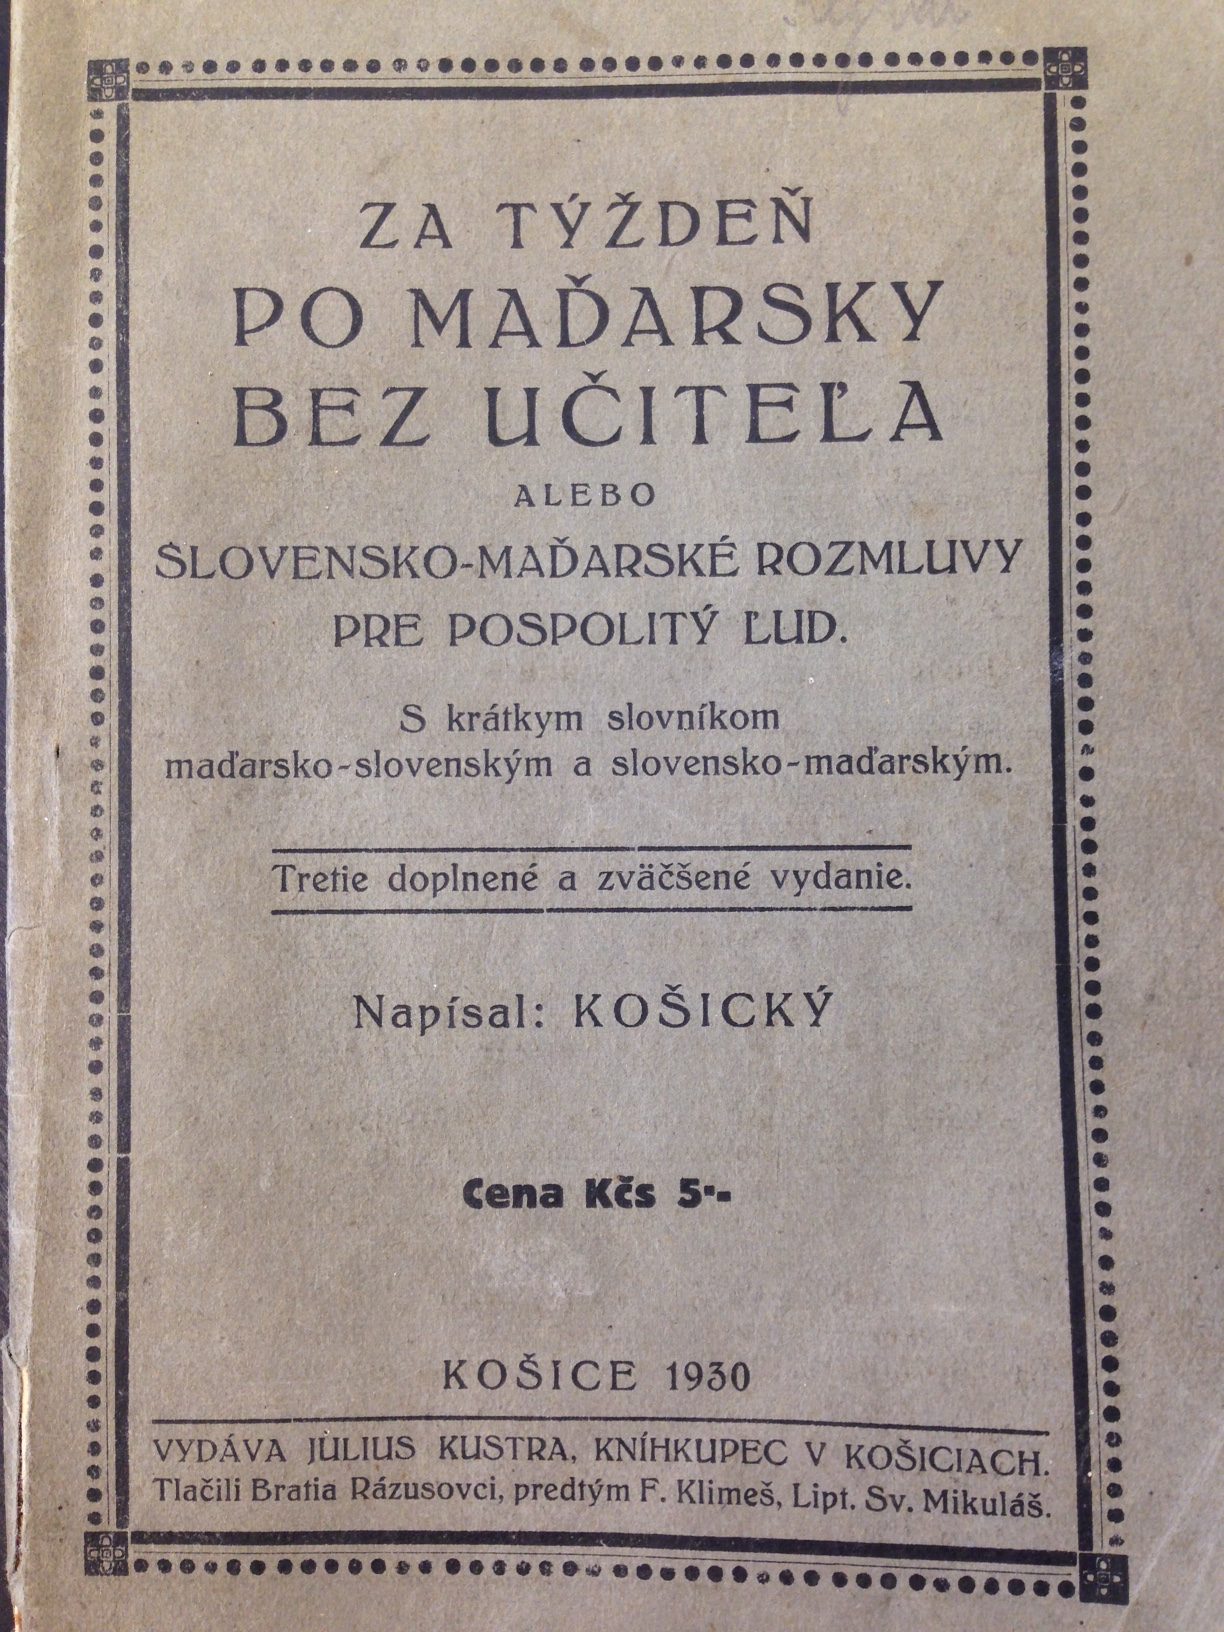 ZA TÝŽDEŇ
PO MAĎARSKY
BEZ UČITEĽA
ALEBO
SLOVENSKO-MAĎARSKÉ ROZMLUVY
PRE POSPOLITÝ ĽUD.
S krátkym slovníkom
maďarsko-slovenským a slovensko-maďarským.
Tretie doplnené a zväčšené vydanie.
Napísal: KOŠICKÝ
Cena Kčs 5·-
KOŠICE 1930
VYDÁVA JULIUS KUSTRA, KNÍHKUPEC V KOŠICIACH.
Tlačili Bratia Rázusovci, predtým F. Klimeš, Lipt. Sv. Mikuláš.